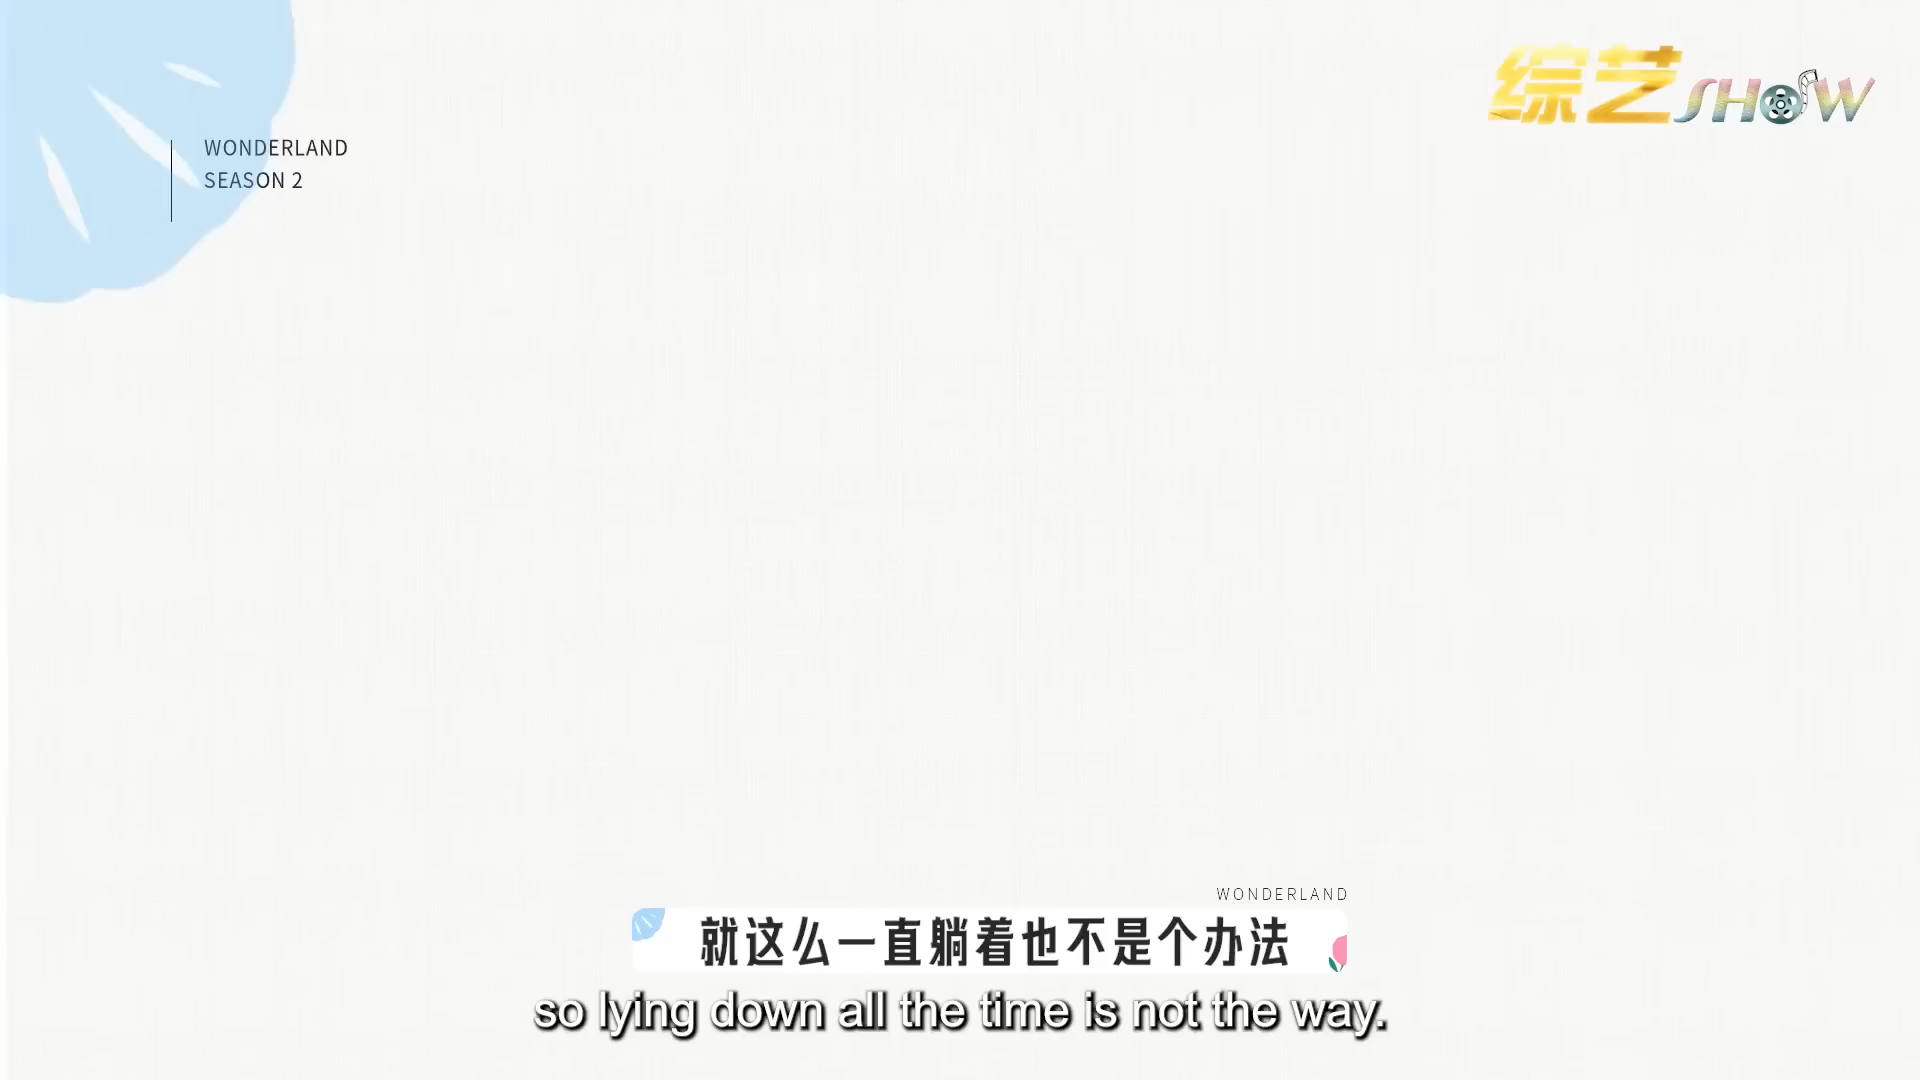 综艺SHOW
WONDERLAND
SEASON 2
WONDERLAND
就这么一直躺着也不是个办法
so lying down all the time is not the way.